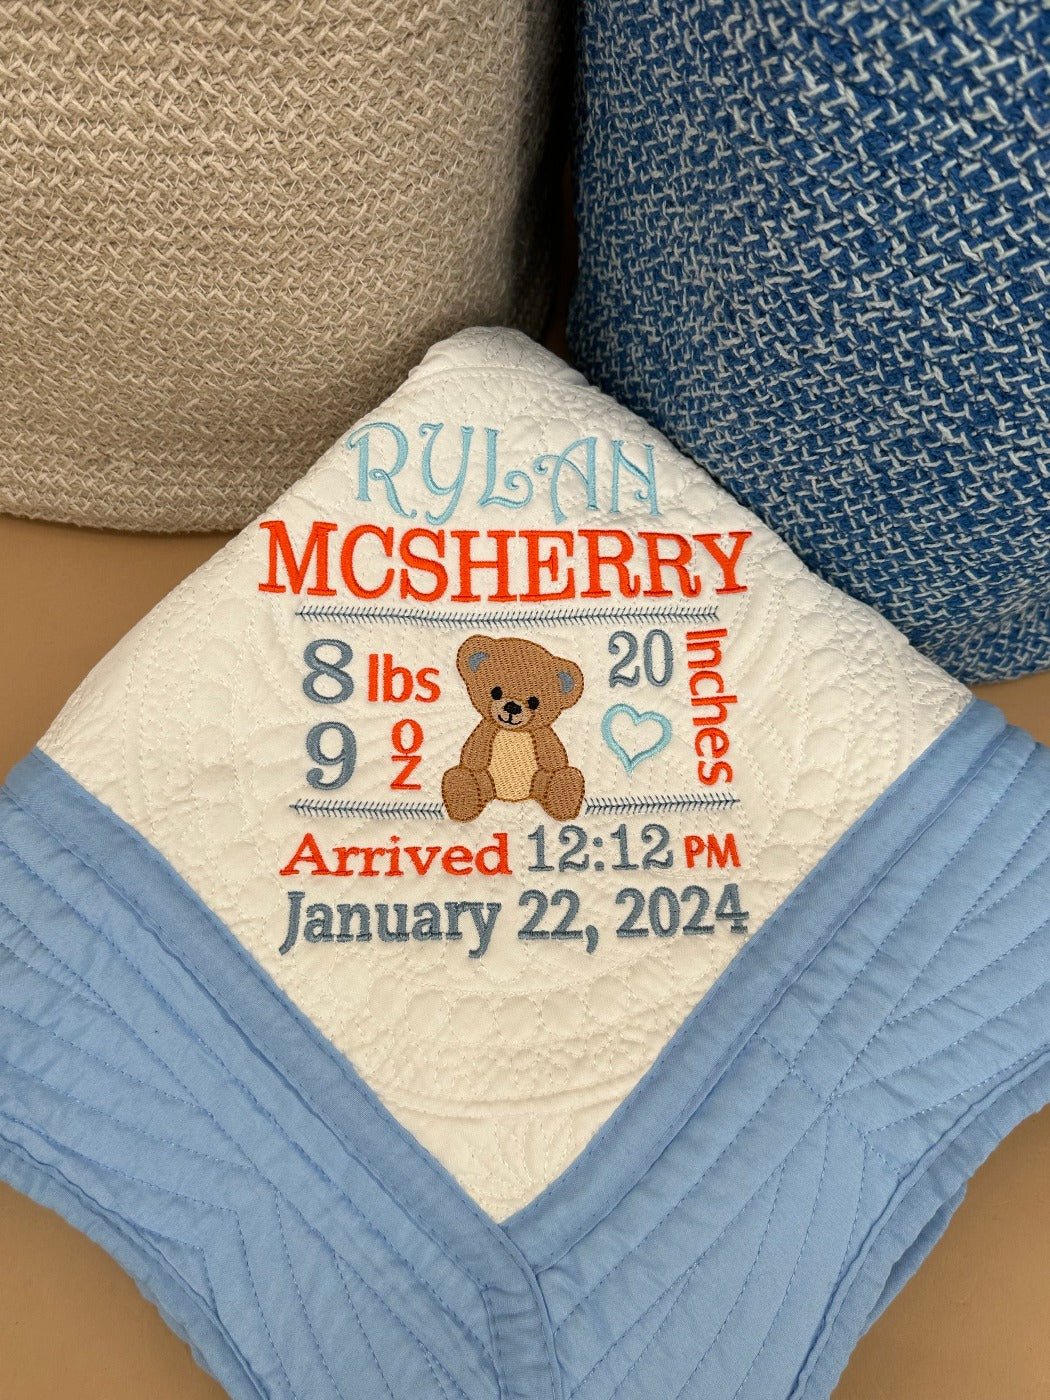 RYLAN
MCSHERRY
8 lbs
9 oz
20 Inches
Arrived 12:12 PM
January 22, 2024